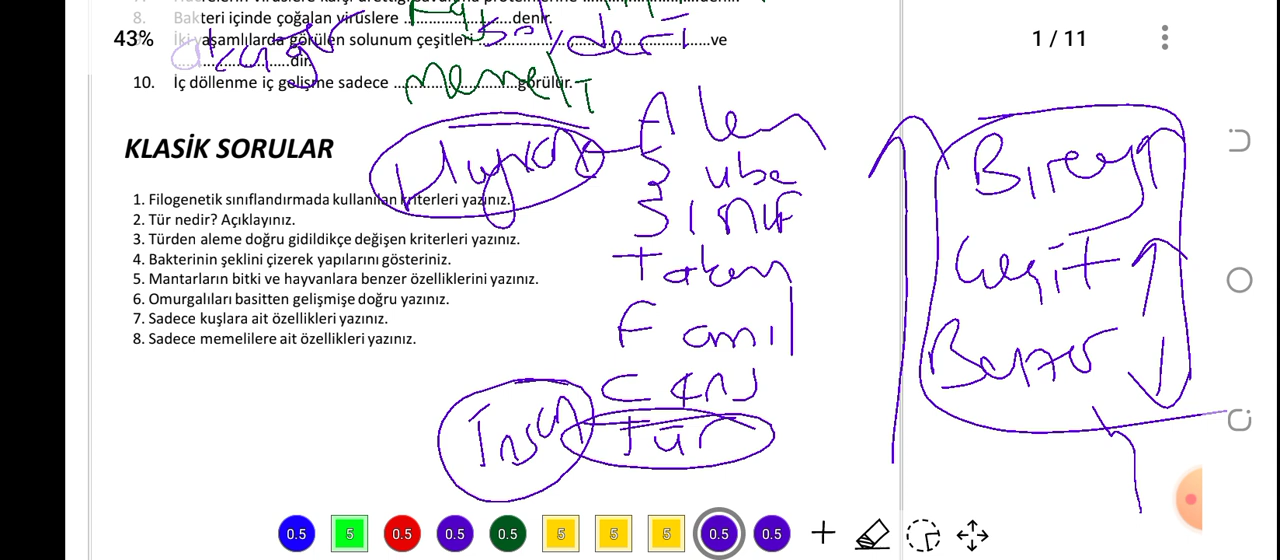 8. Bakteri içinde çoğalan virüslere ...denir.
43%
İki yaşamlılarda görülen solunum çeşitleri ...ve
...dir.
sol/deri
akciğer
1 / 11
10. İç döllenme iç gelişme sadece ...görülür.
memeli
KLASİK SORULAR
1. Filogenetik sınıflandırmada kullanılan kriterleri yazınız.
2. Tür nedir? Açıklayınız.
3. Türden aleme doğru gidildikçe değişen kriterleri yazınız.
4. Bakterinin şeklini çizerek yapılarını gösteriniz.
5. Mantarların bitki ve hayvanlara benzer özelliklerini yazınız.
6. Omurgalıları basitten gelişmişe doğru yazınız.
7. Sadece kuşlara ait özellikleri yazınız.
8. Sadece memelilere ait özellikleri yazınız.
Hayvan
Alem
Şube
Sınıf
Takım
Famil
Cins
İnsan Tür
Birey
Çeşit
Benzer
0.5 5 0.5 0.5 0.5 5 5 5 0.5 0.5